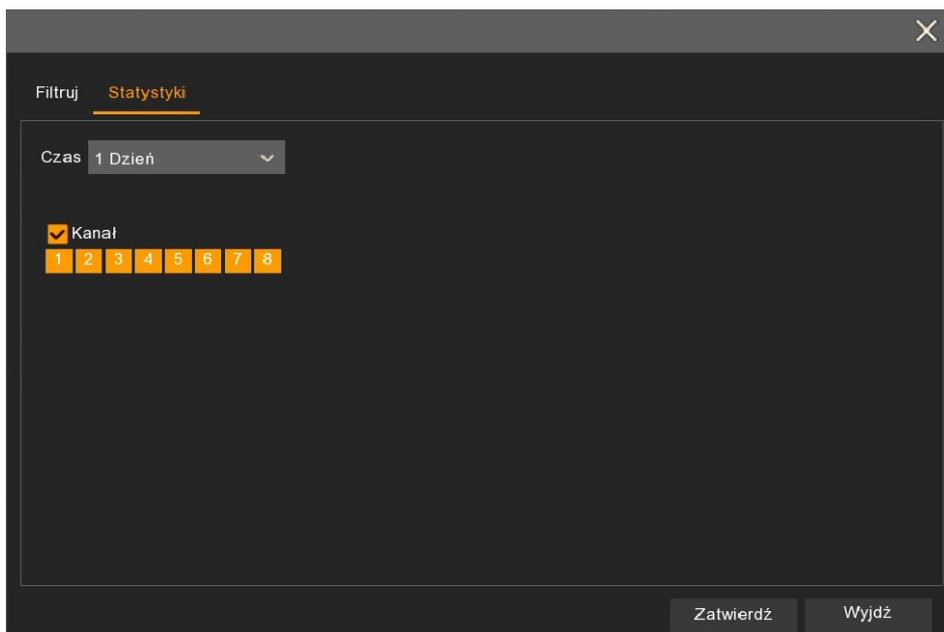 Filtruj Statystyki
Czas 1 Dzień
Kanał
1 2 3 4 5 6 7 8
Zatwierdź Wyjdź